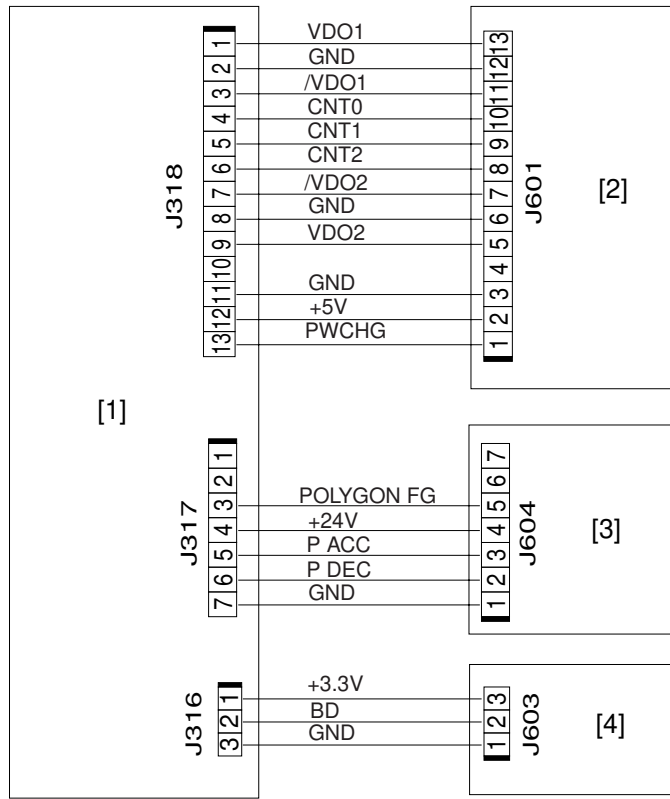 VDO1
1 13
GND
2 12
/VDO1
3 11
CNT0
4 10
CNT1
5 9
CNT2
6 8
J318 J601 [2]
/VDO2
7 7
GND
8 6
VDO2
9 5
10 4
GND
11 3
+5V
12 2
PWCHG
13 1
[1]
1 7
2 6
POLYGON FG
3 5
+24V
J317 4 4 J604 [3]
P ACC
5 3
P DEC
6 2
GND
7 1
+3.3V
1 3
BD
J316 2 2 J603 [4]
GND
3 1